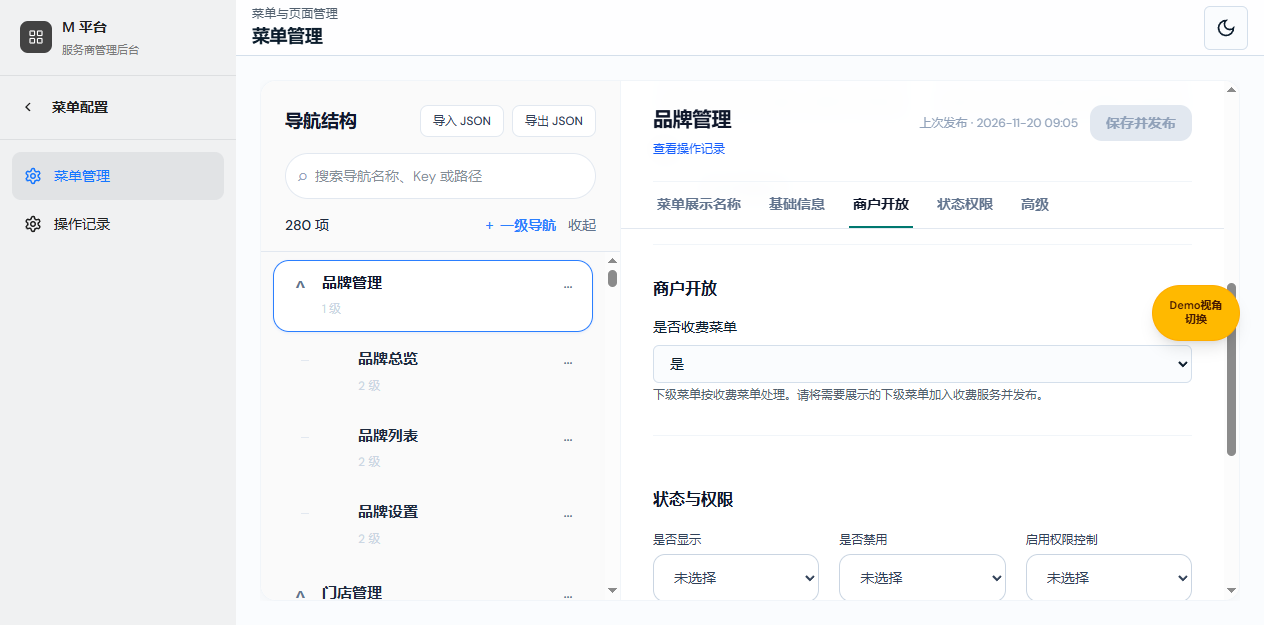 M 平台
服务商管理后台
菜单配置
菜单管理
操作记录
菜单与页面管理
菜单管理
导航结构
导入 JSON
导出 JSON
搜索导航名称、Key 或路径
280 项
+ 一级导航
收起
品牌管理
...
1 级
品牌总览
...
2 级
品牌列表
...
2 级
品牌设置
...
2 级
门店管理
...
品牌管理
上次发布 · 2026-11-20 09:05
保存并发布
查看操作记录
菜单展示名称
基础信息
商户开放
状态权限
高级
商户开放
是否收费菜单
是
下级菜单按收费菜单处理。请将需要展示的下级菜单加入收费服务并发布。
Demo视角
切换
状态与权限
是否显示
是否禁用
启用权限控制
未选择
未选择
未选择